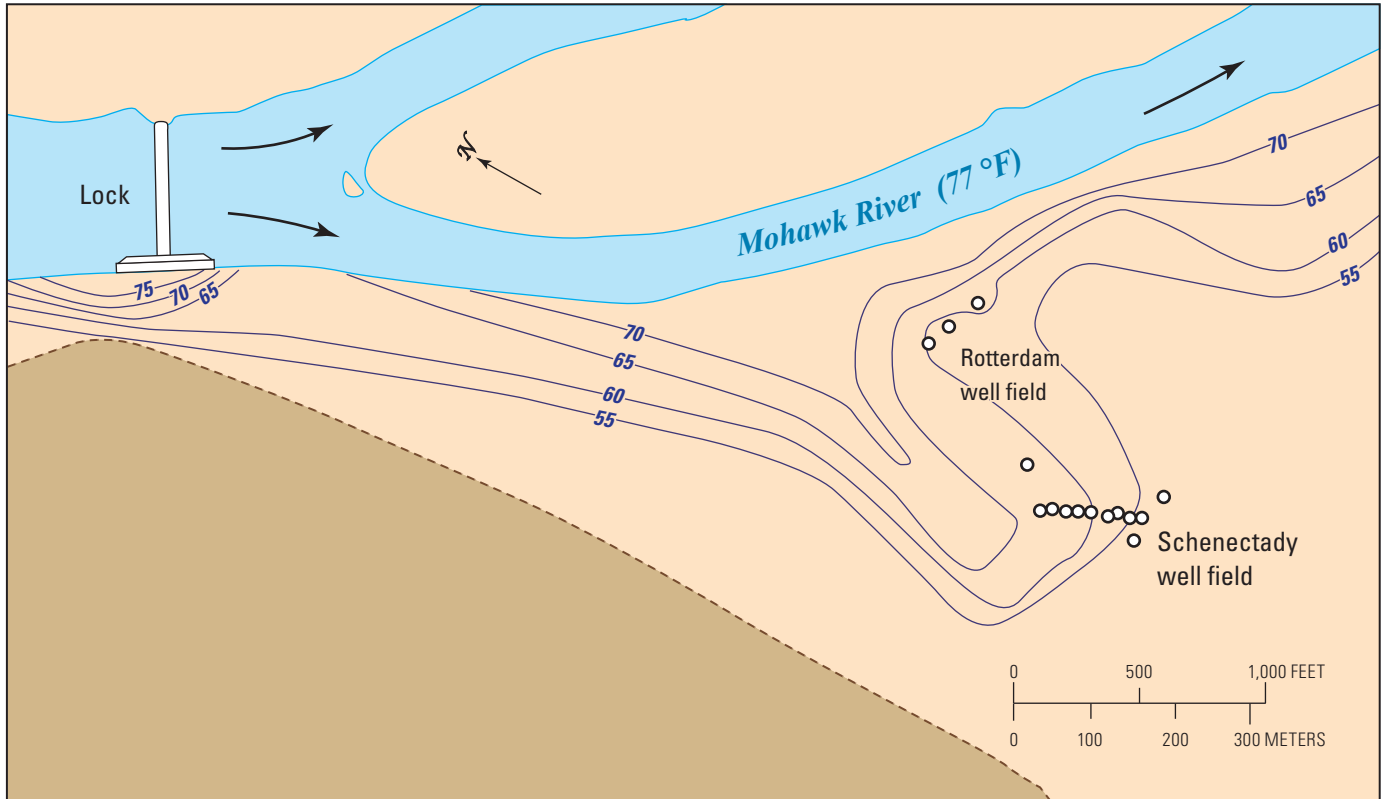 N
Lock
Mohawk River (77 °F)
70
65
60
55
75
70
65
70
65
60
55
Rotterdam
well field
Schenectady
well field
0 500 1,000 FEET
0 100 200 300 METERS